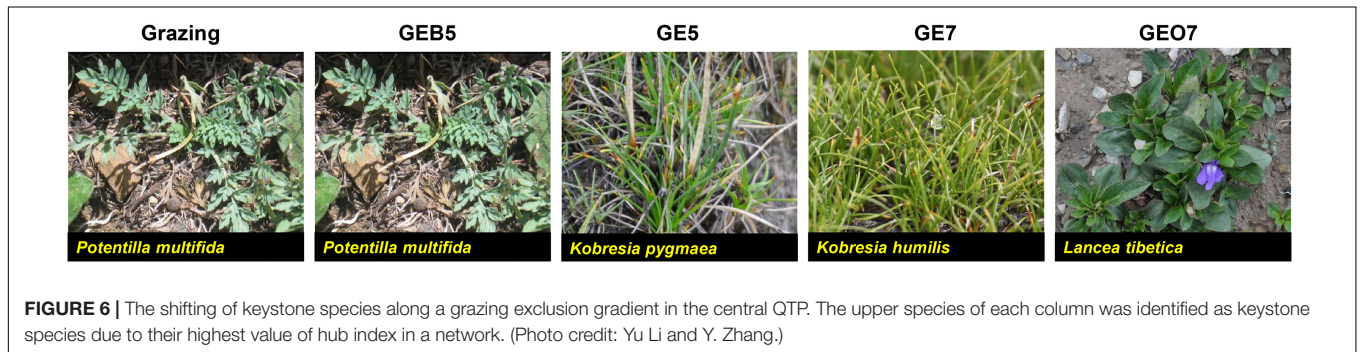 Grazing GEB5 GE5 GE7 GEO7
Potentilla multifida Potentilla multifida Kobresia pygmaea Kobresia humilis Lancea tibetica
FIGURE 6 | The shifting of keystone species along a grazing exclusion gradient in the central QTP. The upper species of each column was identified as keystone
species due to their highest value of hub index in a network. (Photo credit: Yu Li and Y. Zhang.)